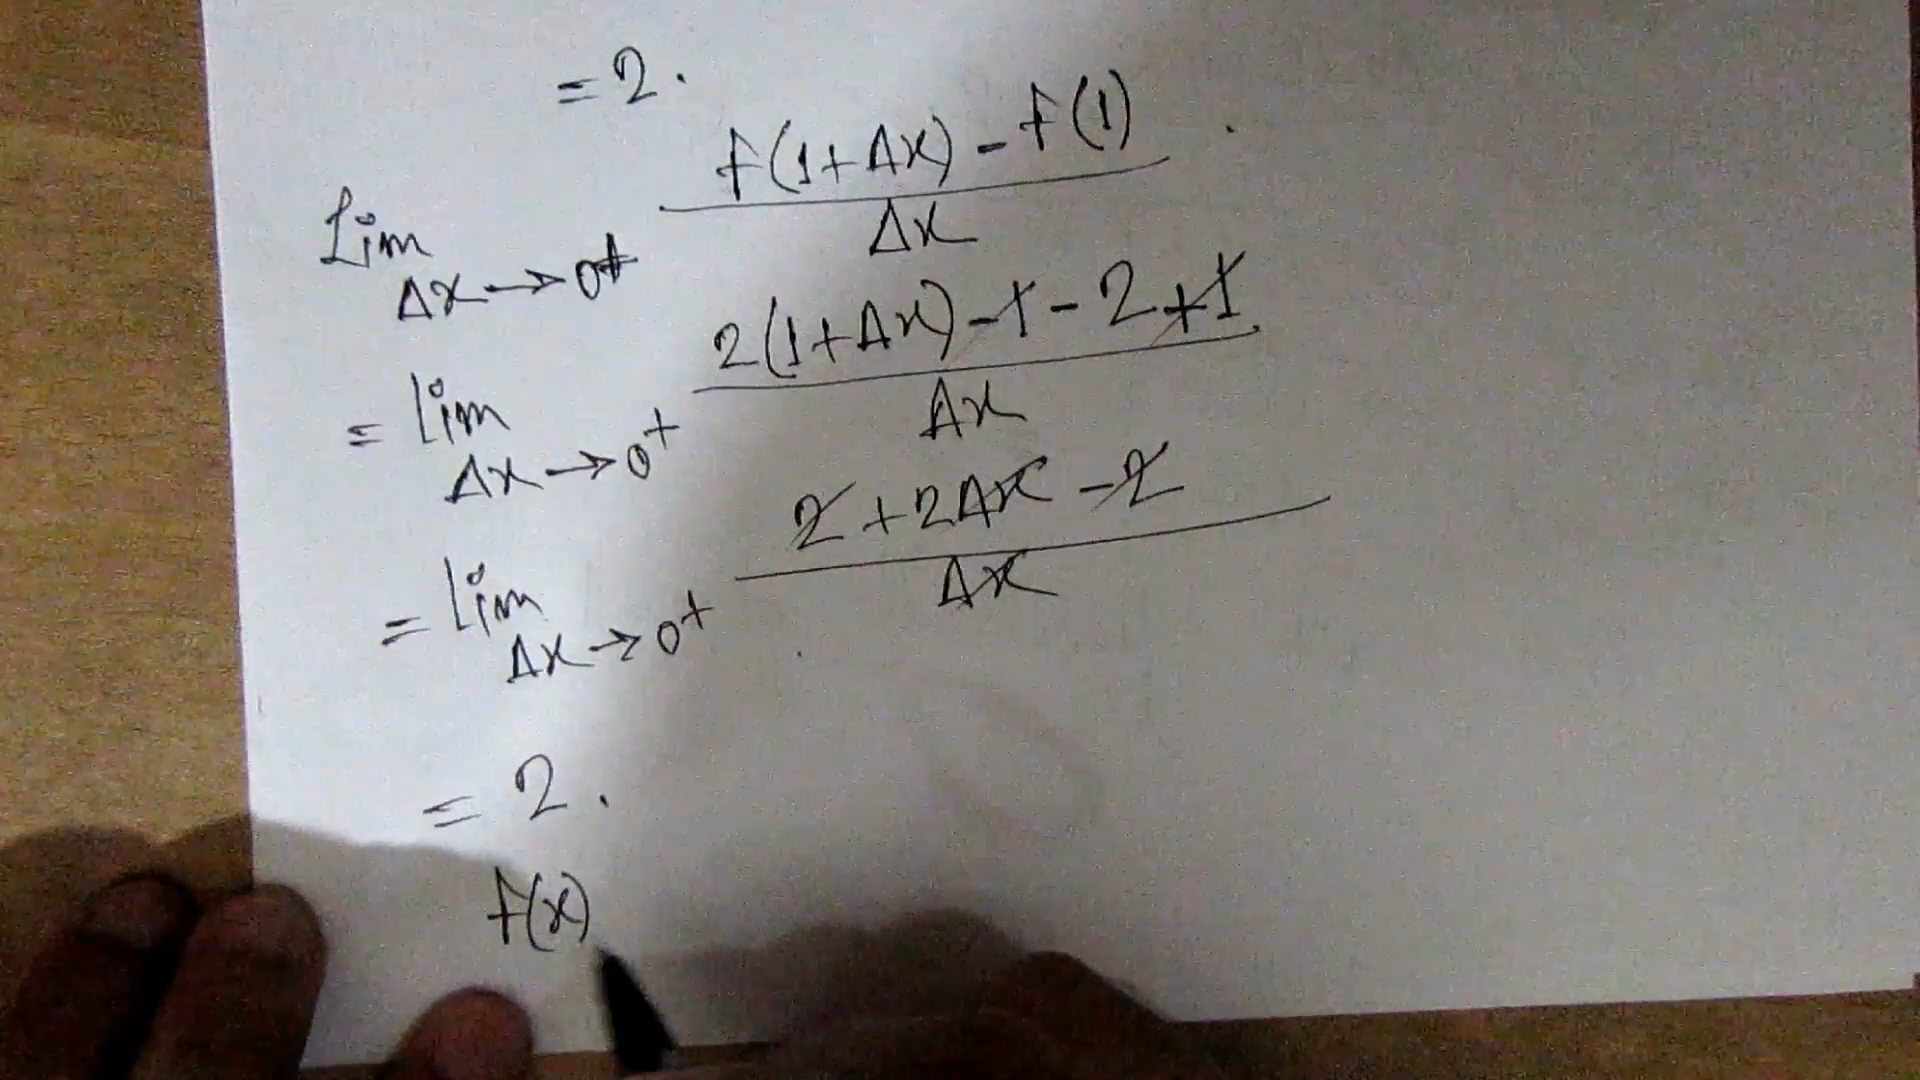 = 2.
Lim Δx→0+ (f(1+Δx) - f(1)) / Δx
= lim Δx→0+ (2(1+Δx) - 1 - 2 + 1) / Δx
= lim Δx→0+ (2 + 2Δx - 2) / Δx
= 2.
f(x)